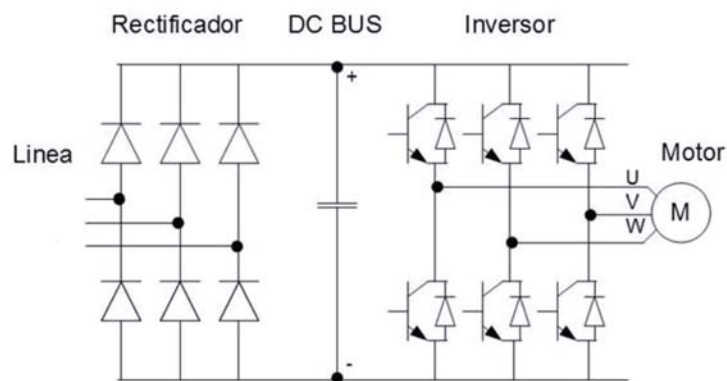 Rectificador
DC BUS
Inversor
+
Linea
Motor
U
V
W
M
-